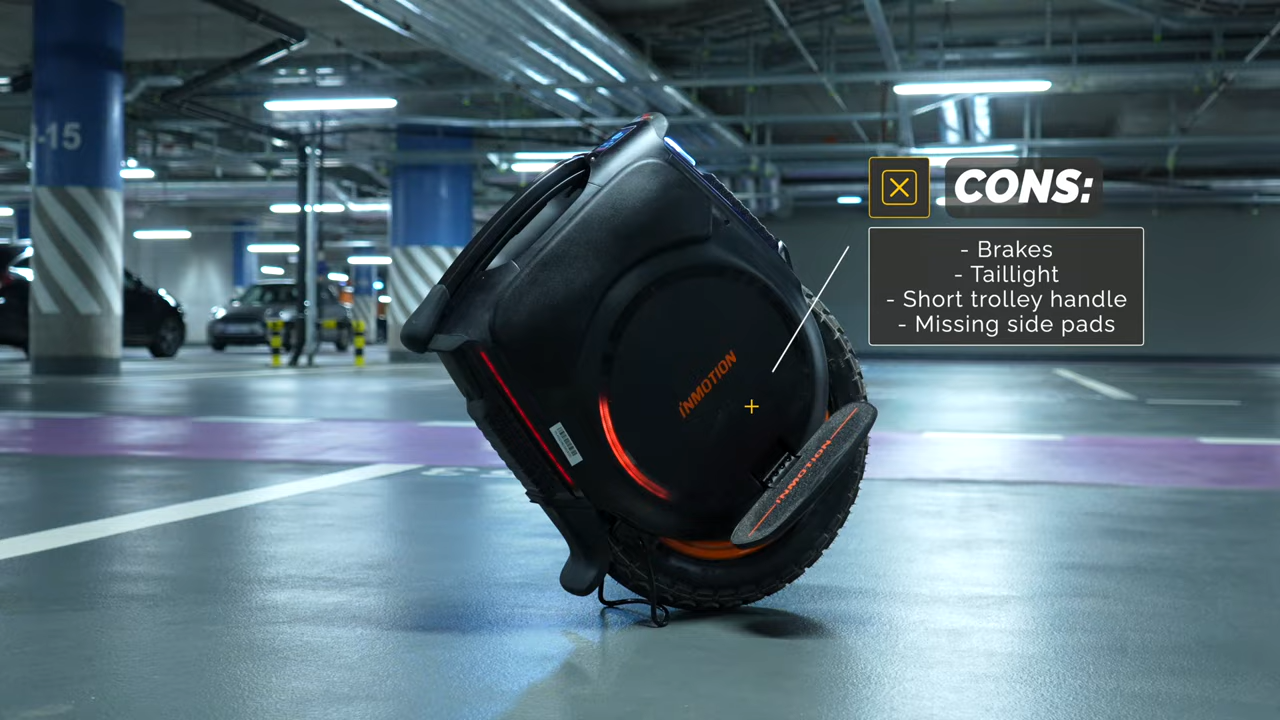 -15
CONS:
- Brakes
- Taillight
- Short trolley handle
- Missing side pads
INMOTION
INMOTION